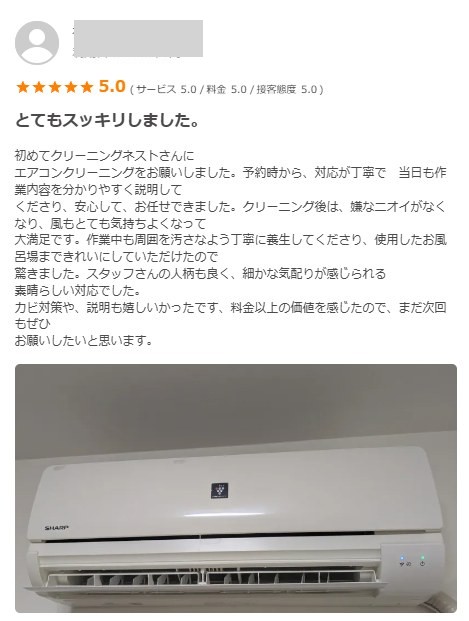 ★★★★★ 5.0 (サービス 5.0 / 料金 5.0 / 接客態度 5.0)
とてもスッキリしました。
初めてクリーニングネストさんに
エアコンクリーニングをお願いしました。予約時から、対応が丁寧で　当日も作
業内容を分かりやすく説明して
くださり、安心して、お任せできました。クリーニング後は、嫌なニオイがなく
なり、風もとても気持ちよくなって
大満足です。作業中も周囲を汚さなよう丁寧に養生してくださり、使用したお風
呂場まできれいにしていただけたので
驚きました。スタッフさんの人柄も良く、細かな気配りが感じられる
素晴らしい対応でした。
カビ対策や、説明も嬉しいかったです、料金以上の価値を感じたので、まだ次回
もぜひ
お願いしたいと思います。
SHARP